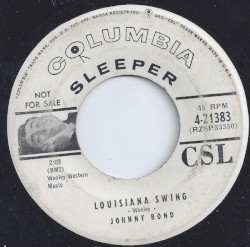 COLUMBIA
SLEEPER
NOT
FOR SALE
45 RPM
4-21383
(RZSP33350)
2:08
(BMI)
Wesley Western
Music
CSL
LOUISIANA SWING
- Wooley -
JOHNNY BOND